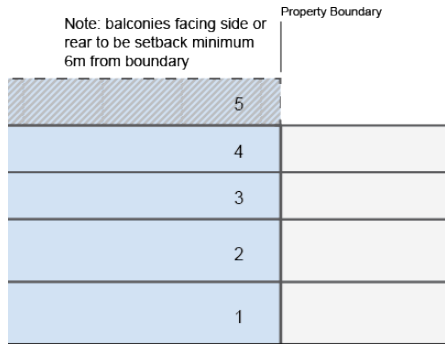 Property Boundary
Note: balconies facing side or
rear to be setback minimum
6m from boundary
5
4
3
2
1